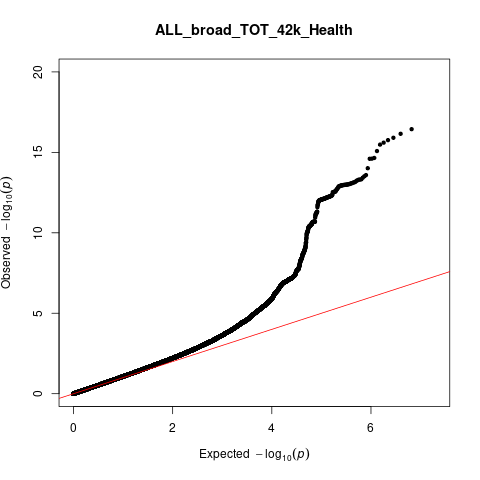 ALL_broad_TOT_42k_Health
Observed −log₁₀(p)
20
15
10
5
0
0 2 4 6
Expected −log₁₀(p)